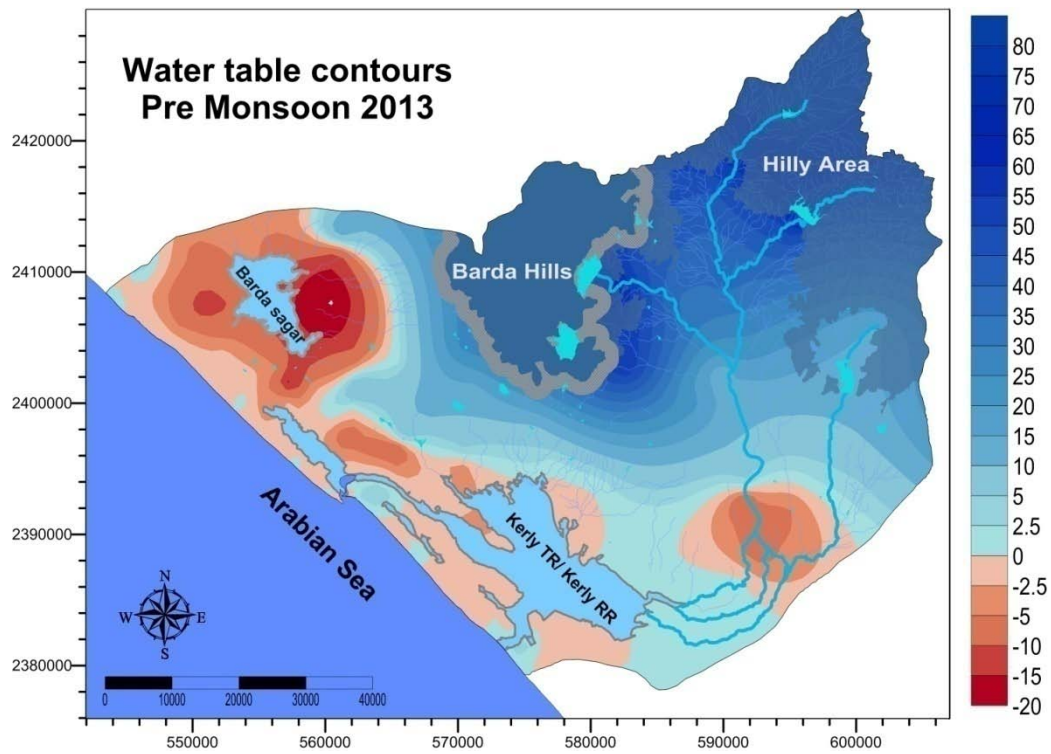 Water table contours
Pre Monsoon 2013
Hilly Area
Barda Hills
Barda sagar
Kerly TR/ Kerly RR
Arabian Sea
N
W E
S
0 10000 20000 30000 40000
2420000
2410000
2400000
2390000
2380000
550000 560000 570000 580000 590000 600000
80
75
70
65
60
55
50
45
40
35
30
25
20
15
10
5
2.5
0
-2.5
-5
-10
-15
-20